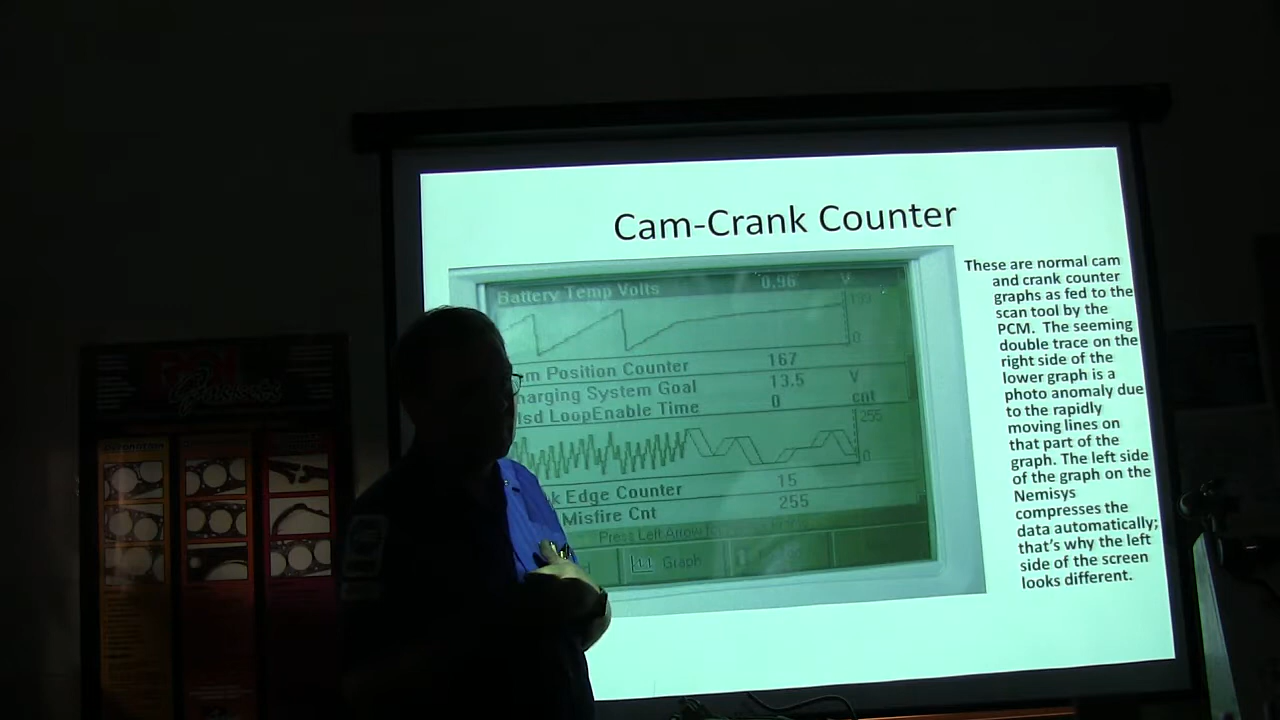 Cam-Crank Counter
Battery Temp Volts 0.96 V
199
0
m Position Counter 167
harging System Goal 13.5 V
lsd LoopEnable Time 0 cnt
255
0
k Edge Counter 15
Misfire Cnt 255
Press Left Arrow
Graph
These are normal cam
and crank counter
graphs as fed to the
scan tool by the
PCM. The seeming
double trace on the
right side of the
lower graph is a
photo anomaly due
to the rapidly
moving lines on
that part of the
graph. The left side
of the graph on the
Nemisys
compresses the
data automatically;
that's why the left
side of the screen
looks different.